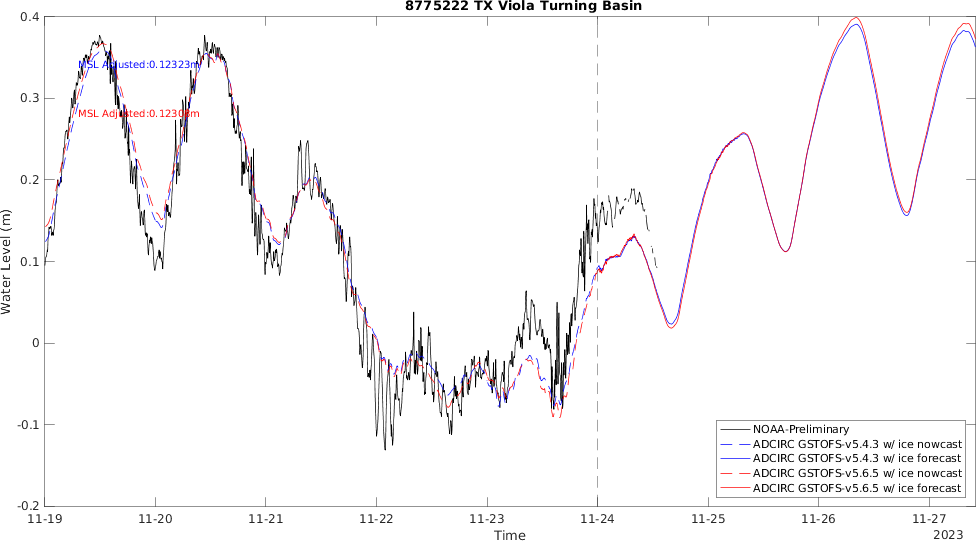 8775222 TX Viola Turning Basin
0.4
0.3
0.2
0.1
0
-0.1
-0.2
Water Level (m)
MSL Adjusted:0.12323m
MSL Adjusted:0.12308m
NOAA-Preliminary
ADCIRC GSTOFS-v5.4.3 w/ ice nowcast
ADCIRC GSTOFS-v5.4.3 w/ ice forecast
ADCIRC GSTOFS-v5.6.5 w/ ice nowcast
ADCIRC GSTOFS-v5.6.5 w/ ice forecast
11-19 11-20 11-21 11-22 11-23 11-24 11-25 11-26 11-27
Time
2023